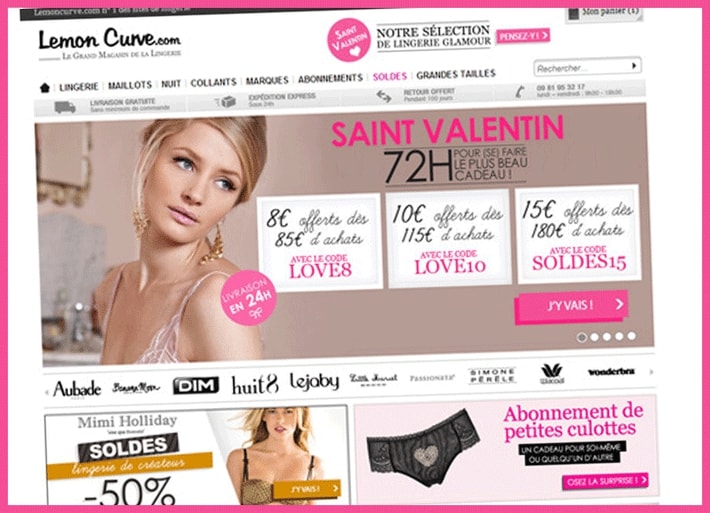 Lemoncurve.com n°1 des sites de lingerie
Mon panier (1)
Lemon Curve.com
LE GRAND MAGASIN DE LA LINGERIE
SAINT VALENTIN
NOTRE SÉLECTION
DE LINGERIE GLAMOUR
PENSEZ-Y !
Rechercher...
LINGERIE MAILLOTS NUIT COLLANTS MARQUES ABONNEMENTS SOLDES GRANDES TAILLES
LIVRAISON GRATUITE
Sans minimum de commande
EXPÉDITION EXPRESS
Sous 24h
RETOUR OFFERT
Pendant 100 jours
09 81 95 32 17
lundi - vendredi : 9h00 - 18h00
SAINT VALENTIN
72H
POUR (SE) FAIRE
LE PLUS BEAU
CADEAU !
8€ offerts dès
85€ d'achats
AVEC LE CODE
LOVE8
10€ offerts dès
115€ d'achats
AVEC LE CODE
LOVE10
15€ offerts dès
180€ d'achats
AVEC LE CODE
SOLDES15
LIVRAISON
EN 24H
J'Y VAIS !
Aubade
Banana Moon
DIM
huit8
lejaby
Little Marcel
PASSIONATA
SIMONE
PÉRÈLE
Wacoal
wonderbra
Mimi Holliday
SOLDES
lingerie de créateur
-50%
J'Y VAIS !
Abonnement de
petites culottes
UN CADEAU POUR SOI-MÊME
OU QUELQU'UN D'AUTRE
OSEZ LA SURPRISE !